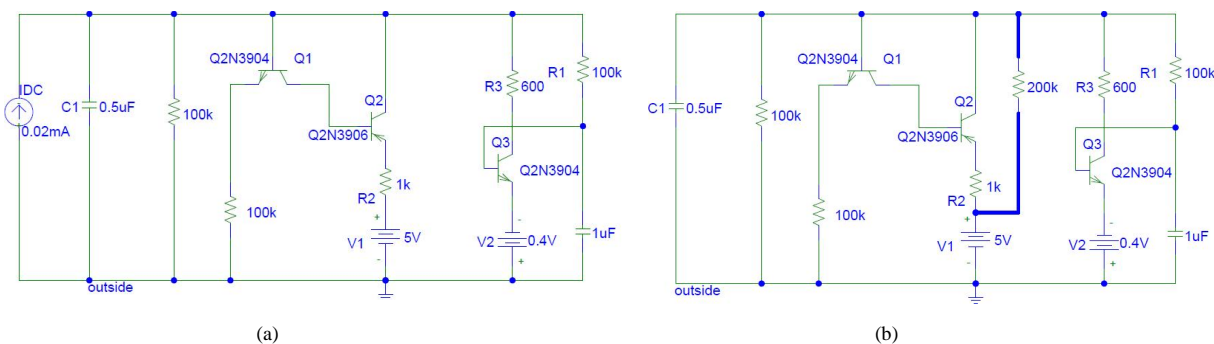 IDC
0.02mA
C1
0.5uF
100k
Q2N3904
Q1
100k
Q2
Q2N3906
1k
R2
V1
+
5V
-
R3
600
R1
100k
Q3
Q2N3904
V2
-
0.4V
+
1uF
outside
(a)
C1
0.5uF
100k
Q2N3904
Q1
100k
Q2
Q2N3906
1k
R2
+
V1
5V
-
200k
R3
600
R1
100k
Q3
Q2N3904
-
V2
0.4V
+
1uF
outside
(b)